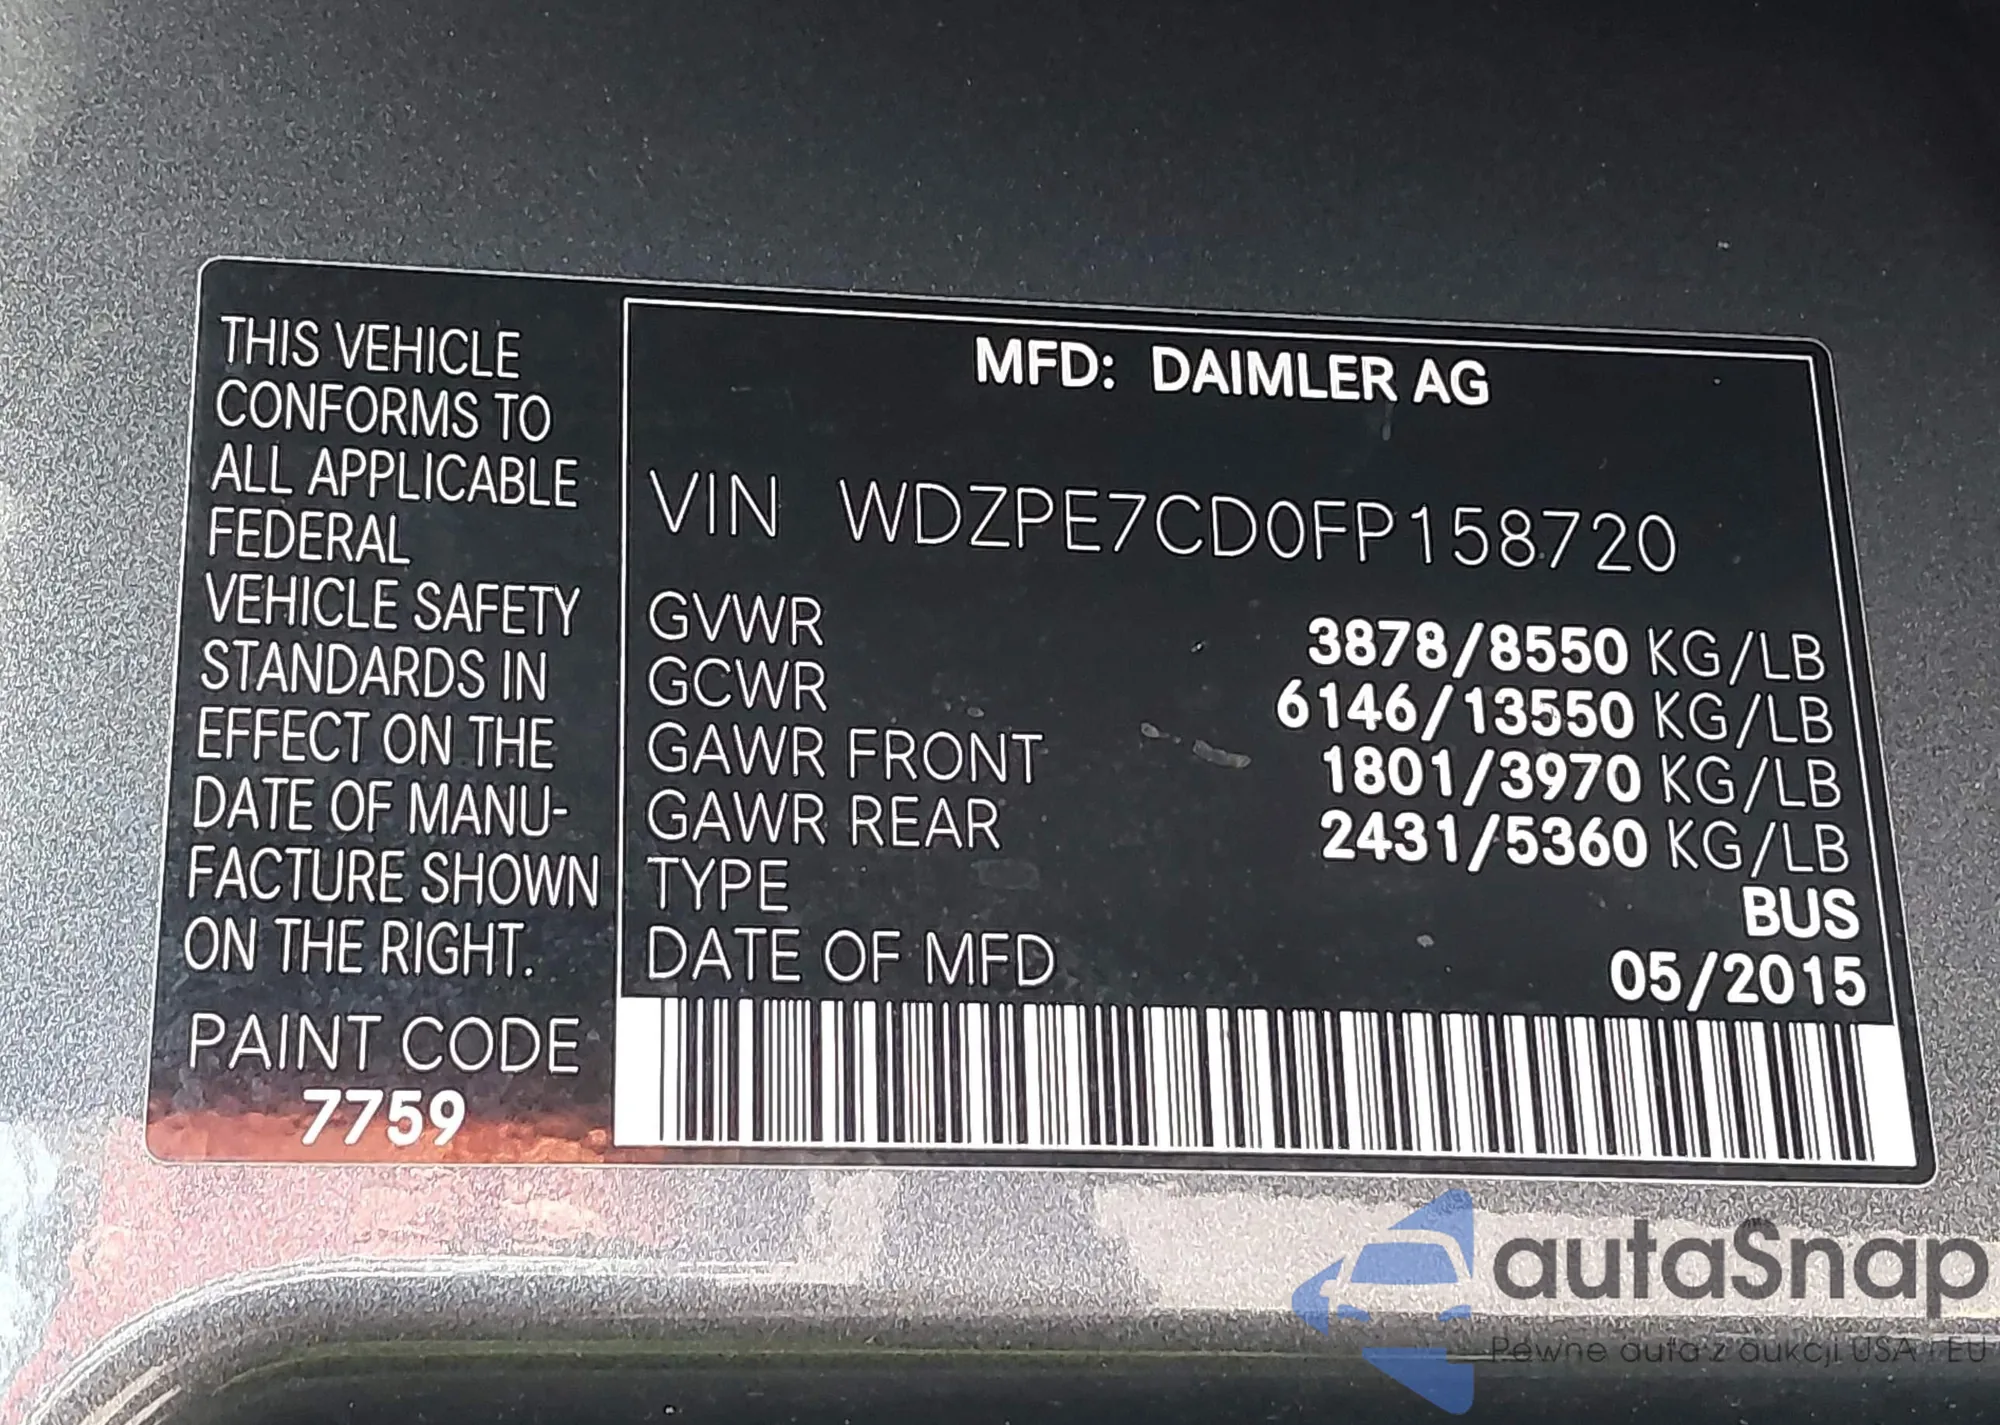 THIS VEHICLE
CONFORMS TO
ALL APPLICABLE
FEDERAL
VEHICLE SAFETY
STANDARDS IN
EFFECT ON THE
DATE OF MANU-
FACTURE SHOWN
ON THE RIGHT.
PAINT CODE
7759
MFD: DAIMLER AG
VIN WDZPE7CD0FP158720
GVWR 3878/8550 KG/LB
GCWR 6146/13550 KG/LB
GAWR FRONT 1801/3970 KG/LB
GAWR REAR 2431/5360 KG/LB
TYPE BUS
DATE OF MFD 05/2015
autaSnap
Pewne auta z aukcji USA i EU